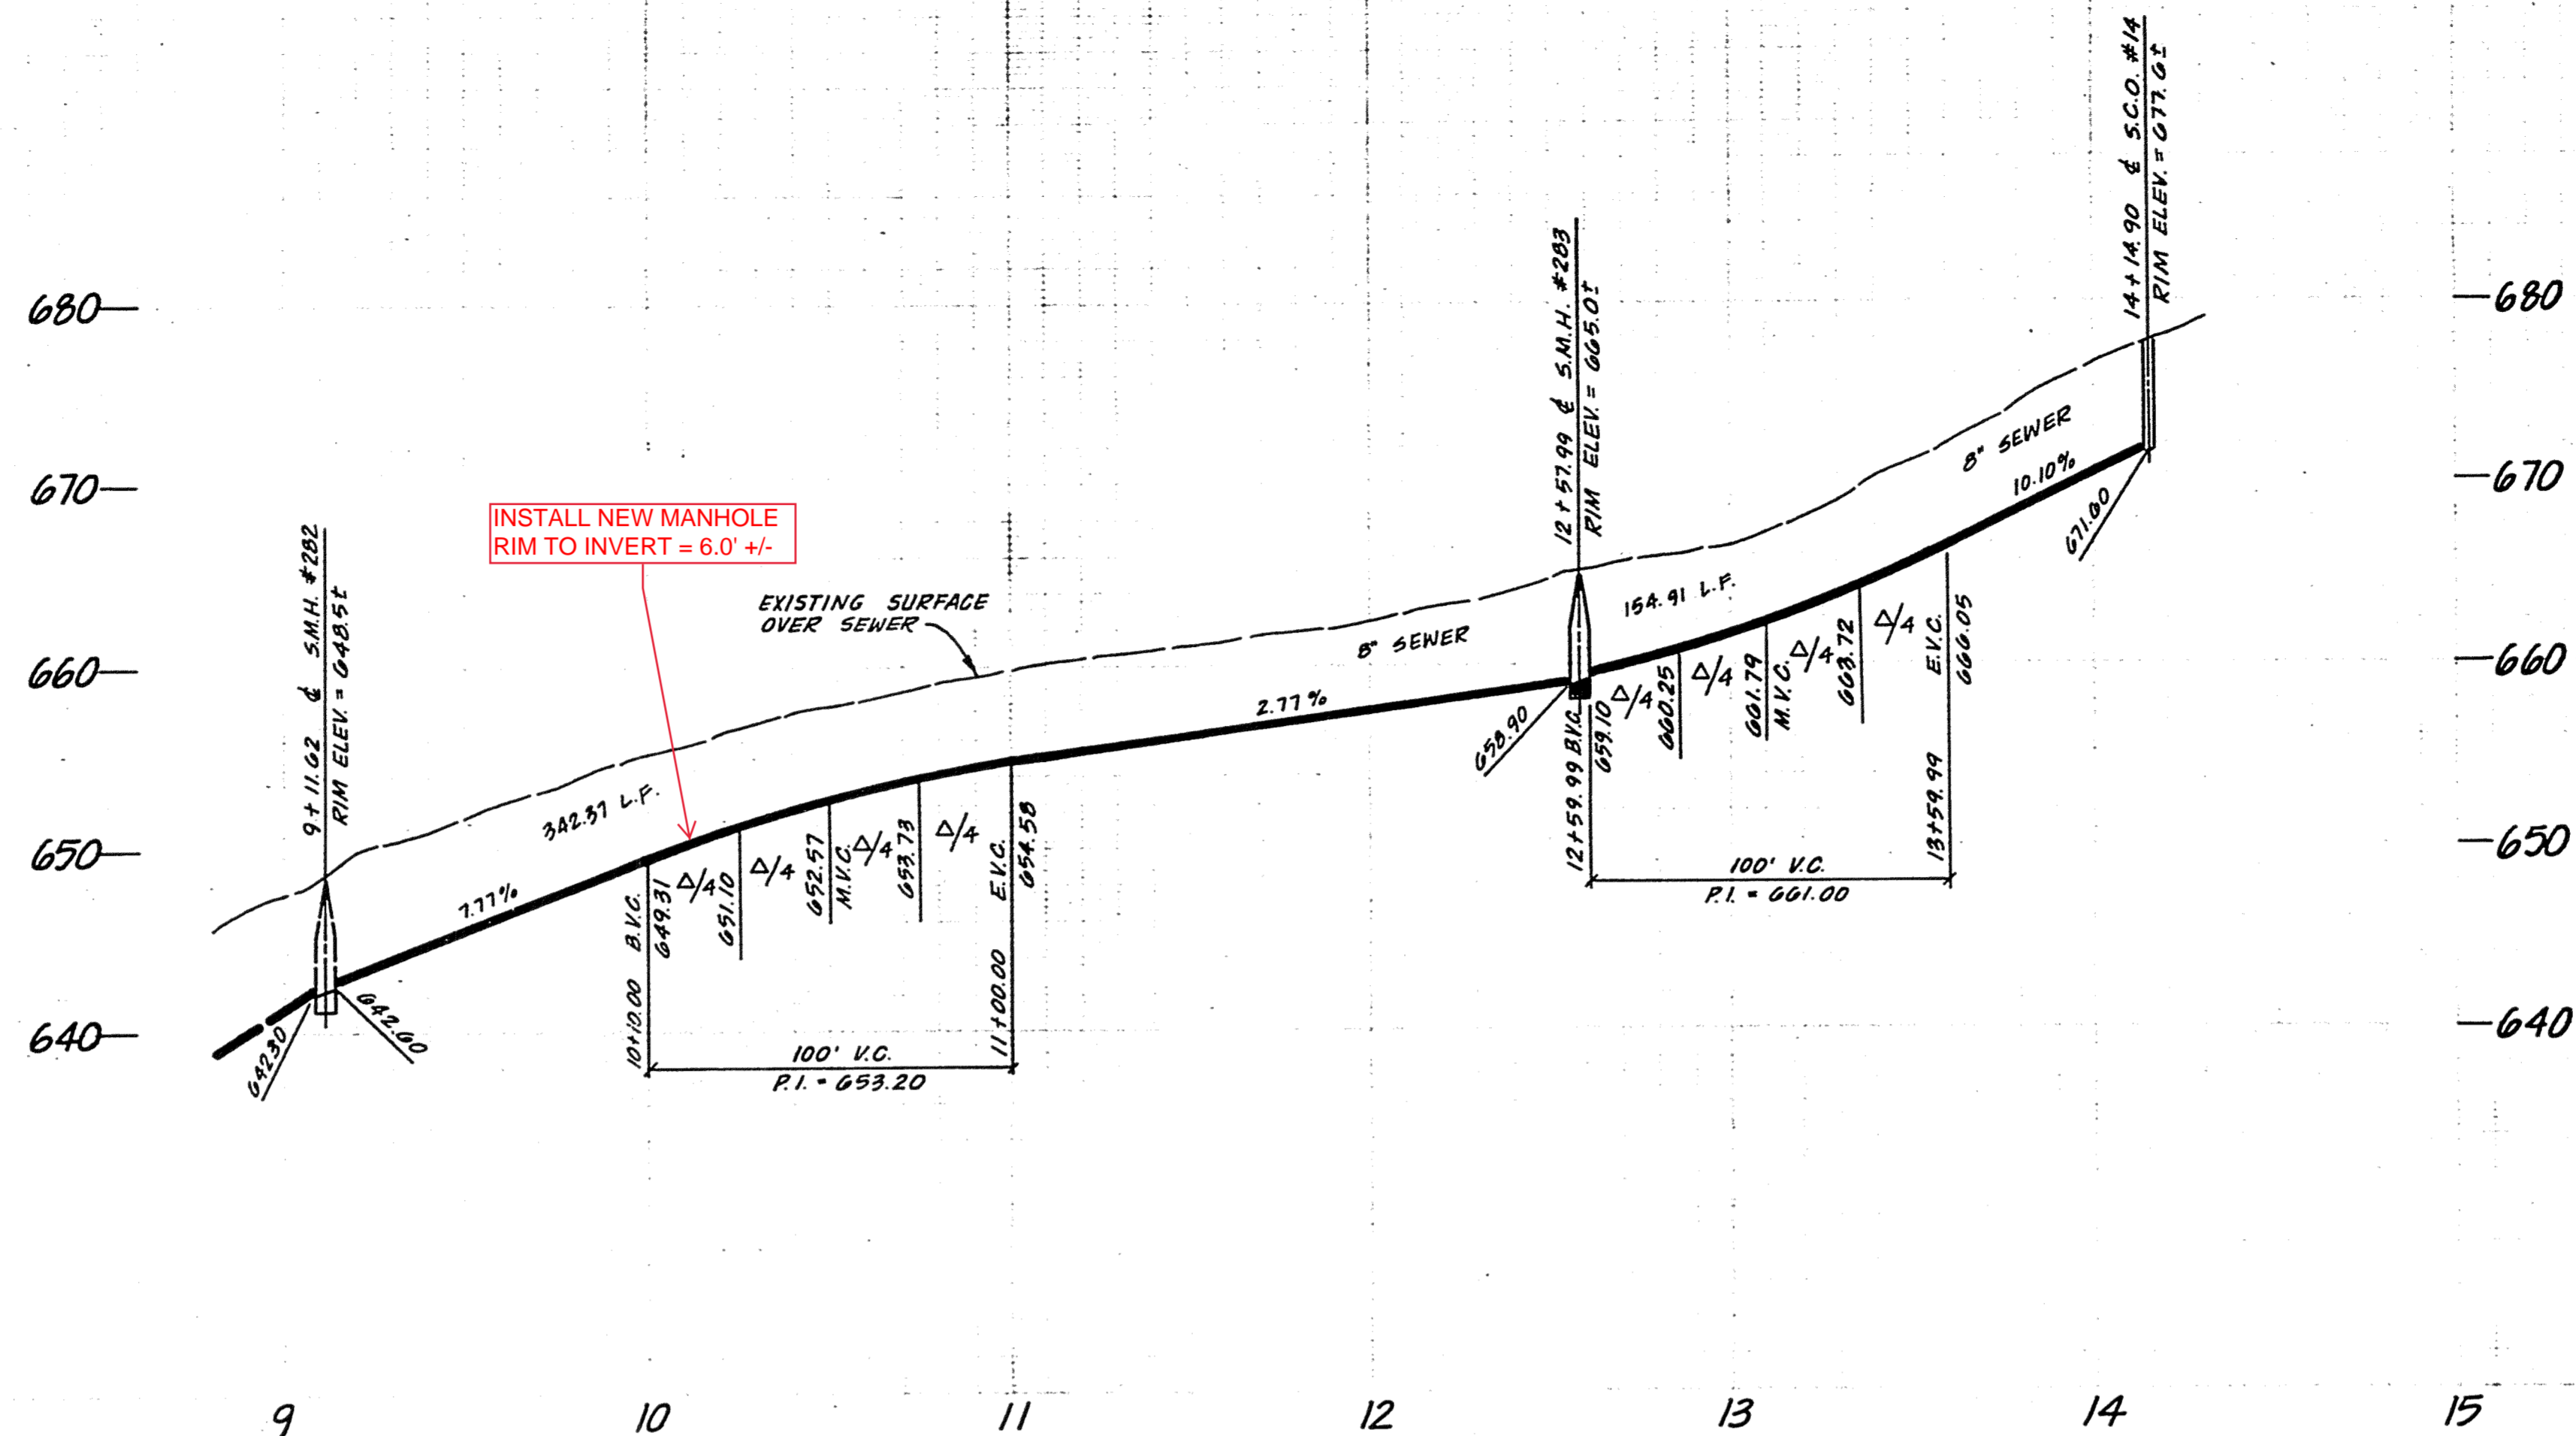 14+14.90 ℄ S.C.O. #14
RIM ELEV. = 677.6±
12+57.99 ℄ S.M.H. #283
RIM ELEV. = 665.0±
9+11.62 ℄ S.M.H. #282
RIM ELEV. = 648.5±
680
680
670
670
660
660
650
650
640
640
INSTALL NEW MANHOLE
RIM TO INVERT = 6.0' +/-
EXISTING SURFACE
OVER SEWER
342.37 L.F.
7.77%
8" SEWER
2.77%
154.91 L.F.
8" SEWER
10.10%
671.60
658.90
642.30
642.60
10+10.00 B.V.C.
649.31
Δ/4
651.10
Δ/4
652.57
M.V.C.
Δ/4
653.73
Δ/4
11+00.00 E.V.C.
654.58
100' V.C.
P.I. = 653.20
12+59.99 B.V.C.
659.10
Δ/4
660.25
Δ/4
661.79
M.V.C.
Δ/4
663.72
Δ/4
13+59.99 E.V.C.
666.05
100' V.C.
P.I. = 661.00
9 10 11 12 13 14 15